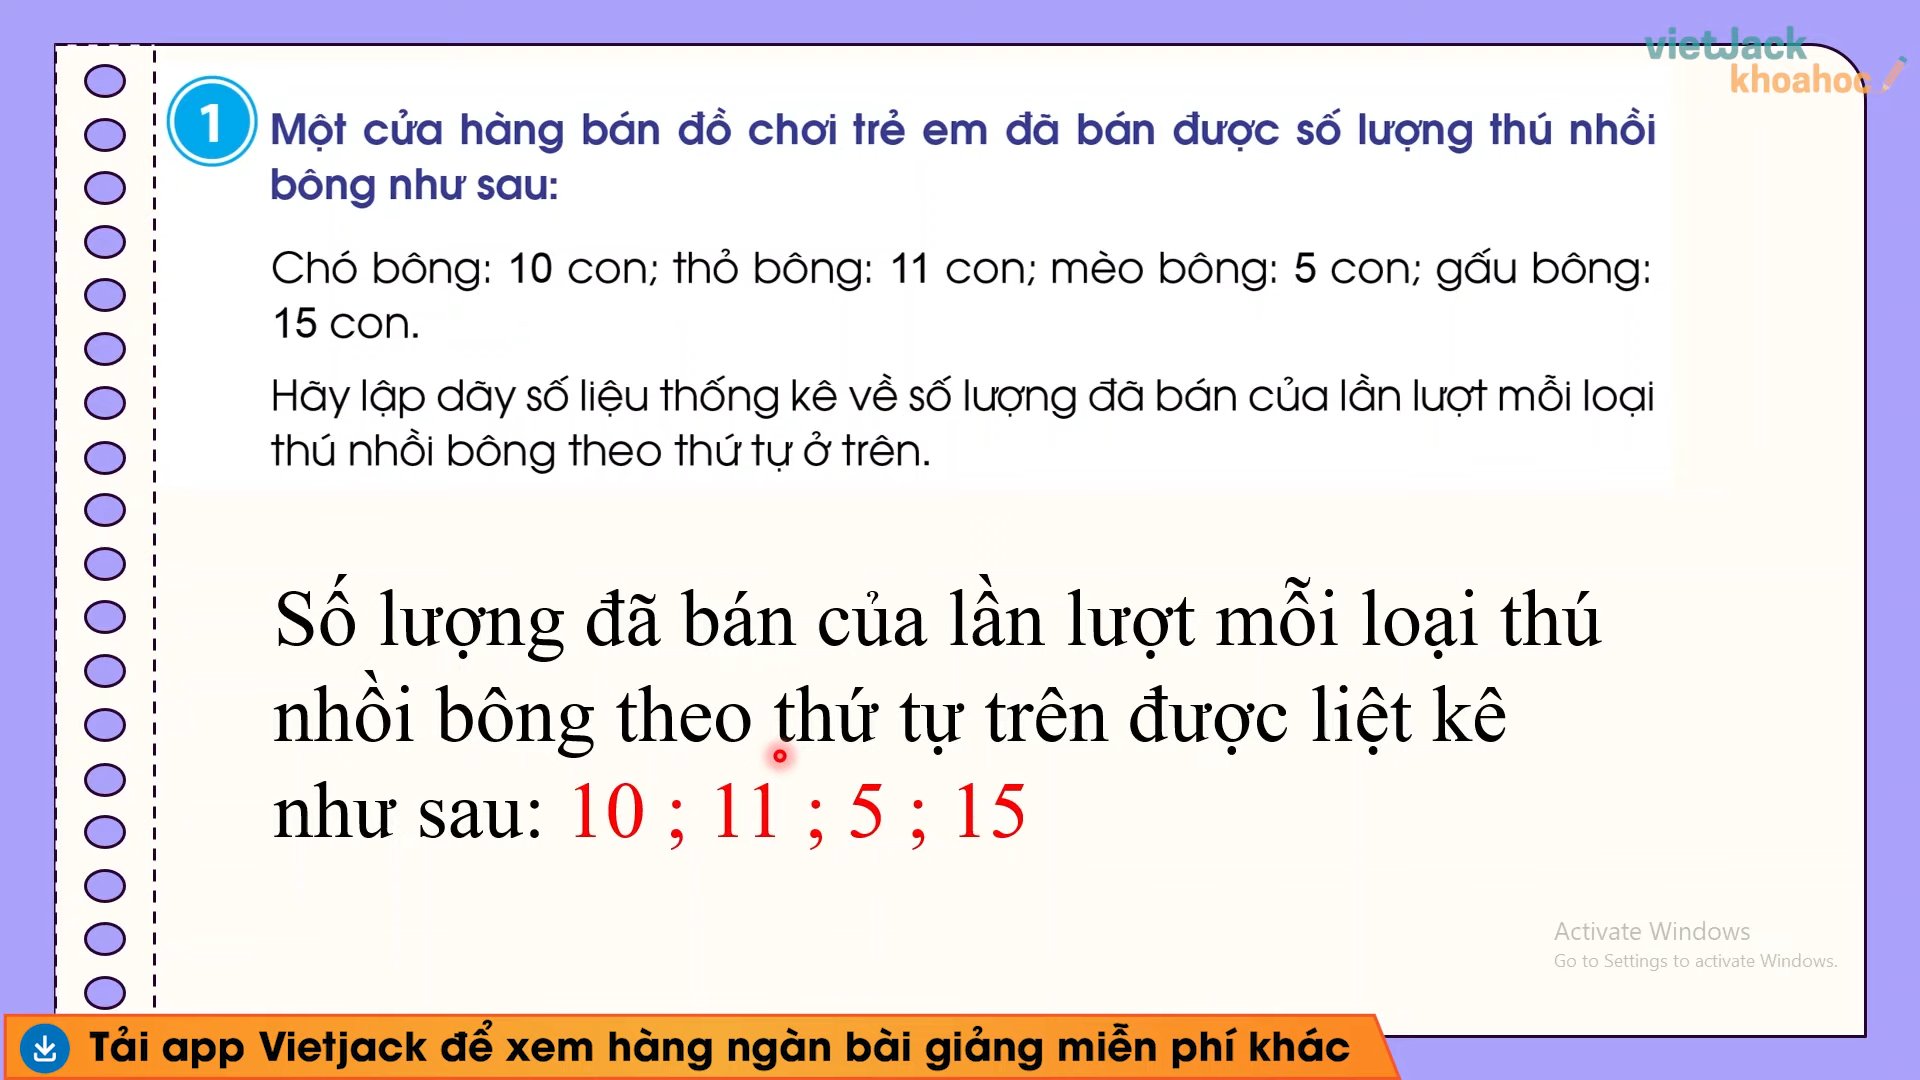 vietJack
khoahoc
1
Một cửa hàng bán đồ chơi trẻ em đã bán được số lượng thú nhồi
bông như sau:
Chó bông: 10 con; thỏ bông: 11 con; mèo bông: 5 con; gấu bông:
15 con.
Hãy lập dãy số liệu thống kê về số lượng đã bán của lần lượt mỗi loại
thú nhồi bông theo thứ tự ở trên.
Số lượng đã bán của lần lượt mỗi loại thú
nhồi bông theo thứ tự trên được liệt kê
như sau: 10 ; 11 ; 5 ; 15
Activate Windows
Go to Settings to activate Windows.
Tải app Vietjack để xem hàng ngàn bài giảng miễn phí khác